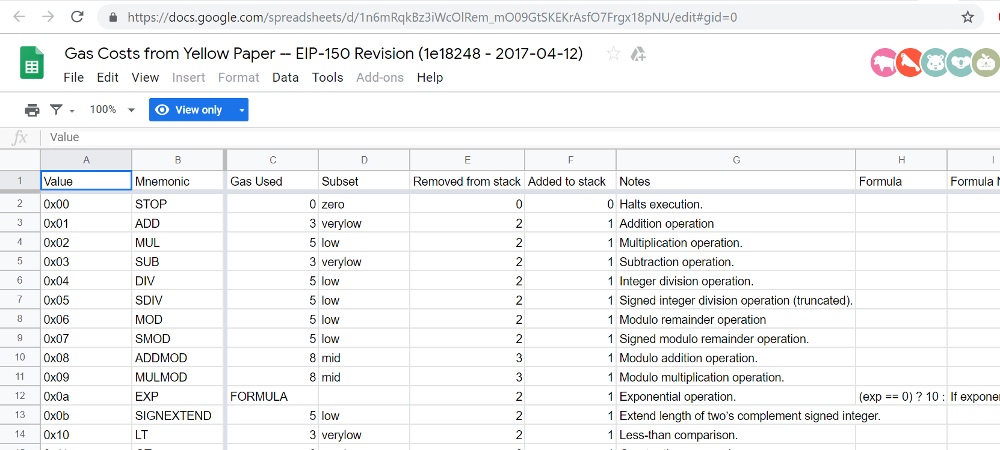 https://docs.google.com/spreadsheets/d/1n6mRqkBz3iWcOlRem_mO09GtSKEKrAsfO7Frgx18pNU/edit#gid=0
Gas Costs from Yellow Paper -- EIP-150 Revision (1e18248 - 2017-04-12)
File Edit View Insert Format Data Tools Add-ons Help
100% View only
fx Value
A B C D E F G H I
1 Value Mnemonic Gas Used Subset Removed from stack Added to stack Notes Formula Formula
2 0x00 STOP 0 zero 0 0 Halts execution.
3 0x01 ADD 3 verylow 2 1 Addition operation
4 0x02 MUL 5 low 2 1 Multiplication operation.
5 0x03 SUB 3 verylow 2 1 Subtraction operation.
6 0x04 DIV 5 low 2 1 Integer division operation.
7 0x05 SDIV 5 low 2 1 Signed integer division operation (truncated).
8 0x06 MOD 5 low 2 1 Modulo remainder operation
9 0x07 SMOD 5 low 2 1 Signed modulo remainder operation.
10 0x08 ADDMOD 8 mid 3 1 Modulo addition operation.
11 0x09 MULMOD 8 mid 3 1 Modulo multiplication operation.
12 0x0a EXP FORMULA 2 1 Exponential operation. (exp == 0) ? 10 : If expone
13 0x0b SIGNEXTEND 5 low 2 1 Extend length of two’s complement signed integer.
14 0x10 LT 3 verylow 2 1 Less-than comparison.